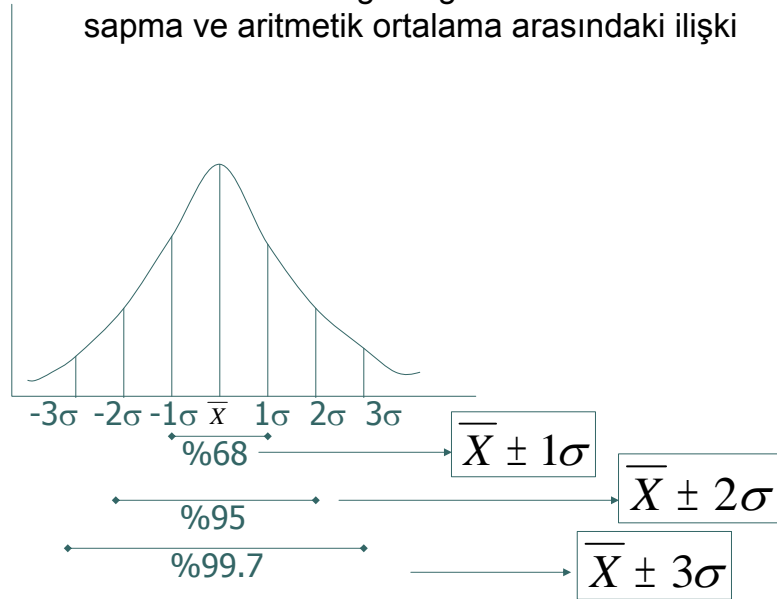 sapma ve aritmetik ortalama arasındaki ilişki
-3σ -2σ -1σ X̄ 1σ 2σ 3σ
%68
X̄ ± 1σ
%95
X̄ ± 2σ
%99.7
X̄ ± 3σ